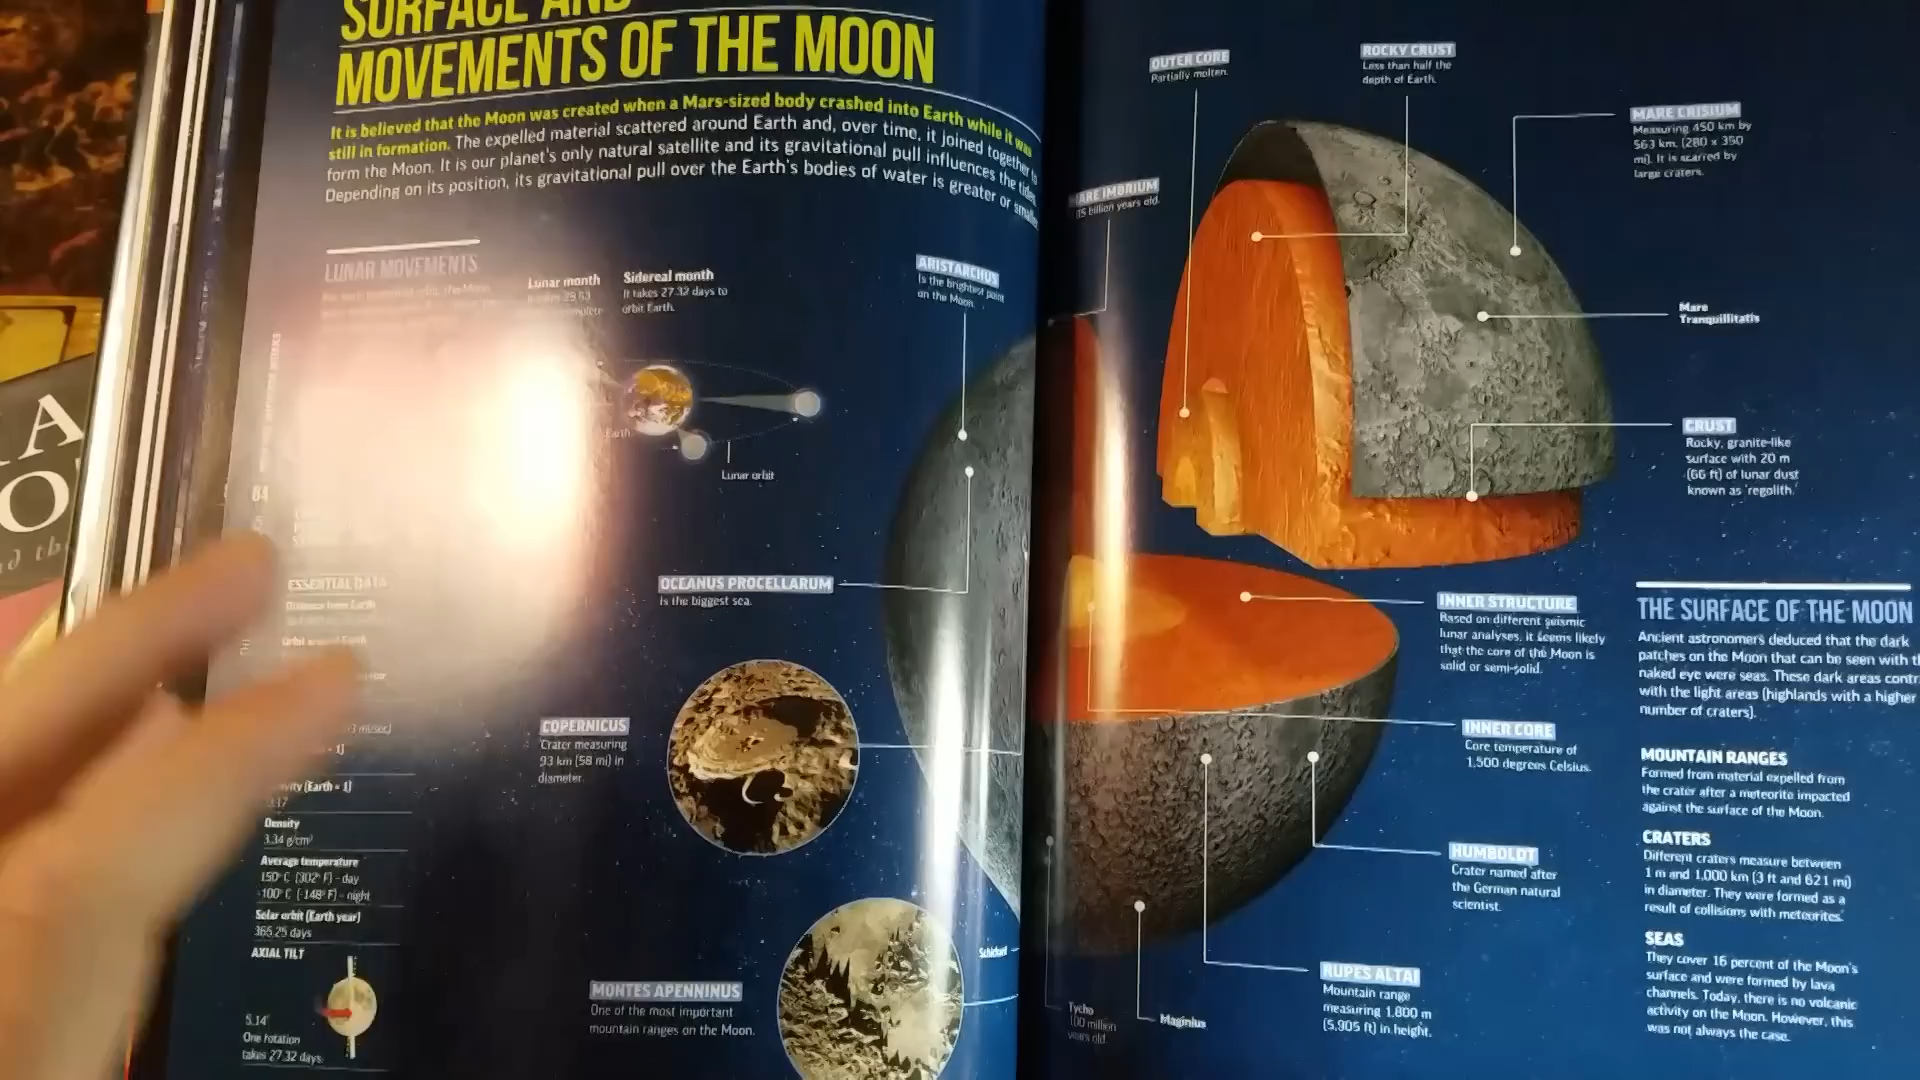 SURFACE AND
MOVEMENTS OF THE MOON
It is believed that the Moon was created when a Mars-sized body crashed into Earth while it was
still in formation. The expelled material scattered around Earth and, over time, it joined together to
form the Moon. It is our planet's only natural satellite and its gravitational pull influences the tides.
Depending on its position, its gravitational pull over the Earth's bodies of water is greater or smaller
LUNAR MOVEMENTS
Lunar month
Sidereal month
It takes 27.32 days to
orbit Earth.
Earth
Lunar orbit
84
ESSENTIAL DATA
Distance from Earth
Orbit around Earth
(Earth = 1)
Density
3.34 g/cm³
Average temperature
150° C (302° F) - day
-100° C (-148° F) - night
Solar orbit (Earth year)
365.25 days
AXIAL TILT
5.14°
One rotation
takes 27.32 days.
ARISTARCHUS
Is the brightest point
on the Moon.
OCEANUS PROCELLARUM
Is the biggest sea.
COPERNICUS
Crater measuring
93 km (58 mi) in
diameter.
MONTES APENNINUS
One of the most important
mountain ranges on the Moon.
Schickard
OUTER CORE
Partially molten.
ROCKY CRUST
Less than half the
depth of Earth.
MARE CRISIUM
Measuring 450 km by
563 km. (280 x 350
mi). It is scarred by
large craters.
IMBRIUM
billion years old.
Mare
Tranquillitatis
CRUST
Rocky, granite-like
surface with 20 m
(66 ft) of lunar dust
known as 'regolith.'
INNER STRUCTURE
Based on different seismic
lunar analyses, it seems likely
that the core of the Moon is
solid or semi-solid.
INNER CORE
Core temperature of
1,500 degrees Celsius.
HUMBOLDT
Crater named after
the German natural
scientist.
RUPES ALTAI
Mountain range
measuring 1,800 m
(5,905 ft) in height.
Tycho
100 million
years old.
Maginius
THE SURFACE OF THE MOON
Ancient astronomers deduced that the dark
patches on the Moon that can be seen with
naked eye were seas. These dark areas
with the light areas (highlands with a higher
number of craters).
MOUNTAIN RANGES
Formed from material expelled from
the crater after a meteorite impacted
against the surface of the Moon.
CRATERS
Different craters measure between
1 m and 1,000 km (3 ft and 621 mi)
in diameter. They were formed as a
result of collisions with meteorites.
SEAS
They cover 16 percent of the Moon's
surface and were formed by lava
channels. Today, there is no volcanic
activity on the Moon. However, this
was not always the case.